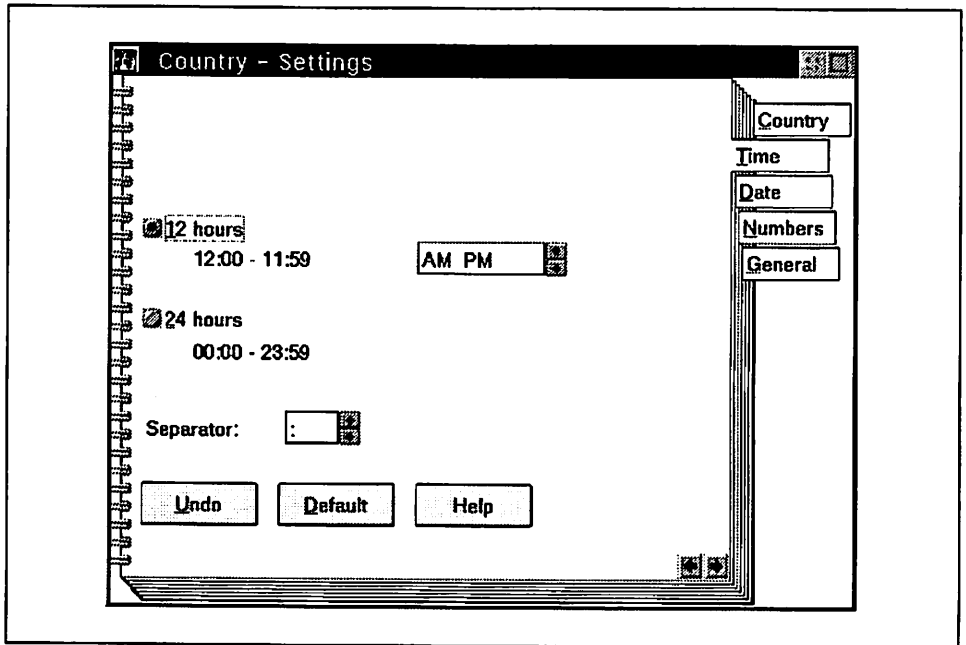 Country - Settings
Country
Time
Date
Numbers
General
12 hours
12:00 - 11:59
AM PM
24 hours
00:00 - 23:59
Separator:
:
Undo
Default
Help